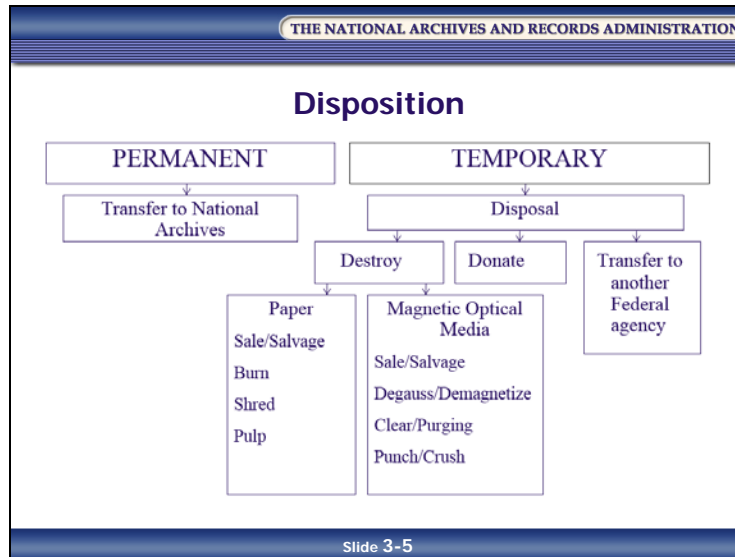 THE NATIONAL ARCHIVES AND RECORDS ADMINISTRATION
Disposition
PERMANENT
TEMPORARY
Transfer to National
Archives
Disposal
Destroy
Donate
Transfer to
another
Federal
agency
Paper
Sale/Salvage
Burn
Shred
Pulp
Magnetic Optical
Media
Sale/Salvage
Degauss/Demagnetize
Clear/Purging
Punch/Crush
Slide 3-5